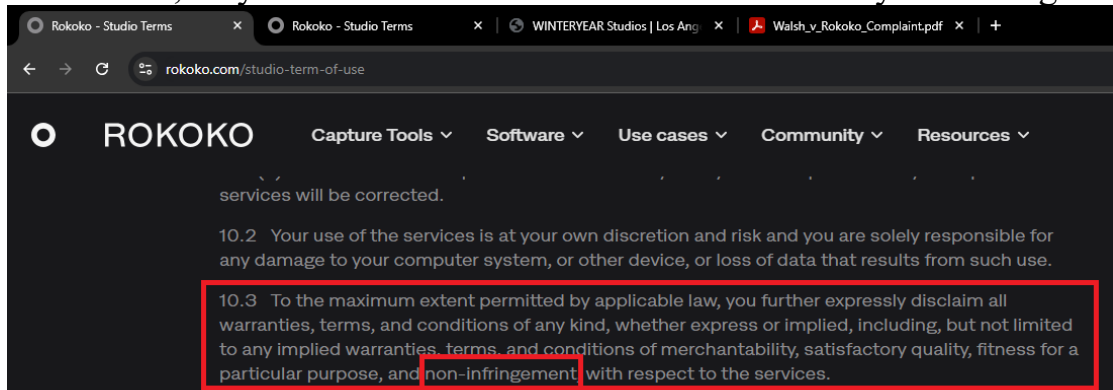 Rokoko - Studio Terms Rokoko - Studio Terms WINTERYEAR Studios | Los Ang Walsh_v_Rokoko_Complaint.pdf
rokoko.com/studio-term-of-use
ROKOKO Capture Tools Software Use cases Community Resources
services will be corrected.
10.2 Your use of the services is at your own discretion and risk and you are solely responsible for
any damage to your computer system, or other device, or loss of data that results from such use.
10.3 To the maximum extent permitted by applicable law, you further expressly disclaim all
warranties, terms, and conditions of any kind, whether express or implied, including, but not limited
to any implied warranties, terms, and conditions of merchantability, satisfactory quality, fitness for a
particular purpose, and non-infringement, with respect to the services.